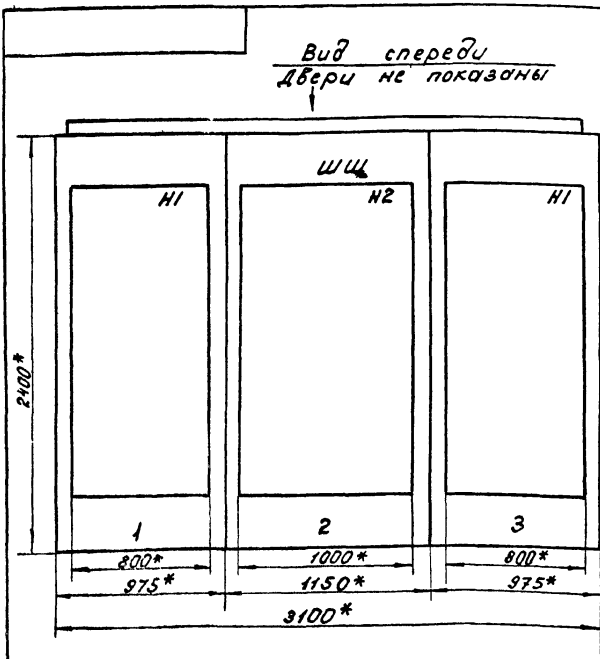 Вид спереди
Двери не показаны
ШЩ
Н1 Н2 Н1
2400*
1 2 3
800* 1000* 800*
975* 1150* 975*
3100*